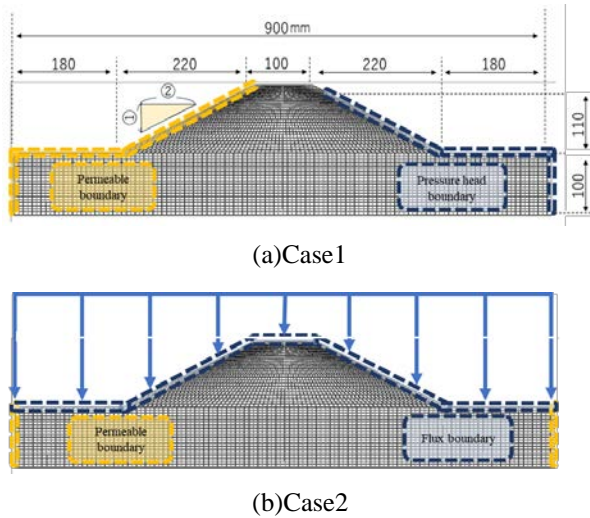 900mm
180 220 100 220 180
②
①
110
100
Permeable
boundary
Pressure head
boundary
(a)Case1
Permeable
boundary
Flux boundary
(b)Case2